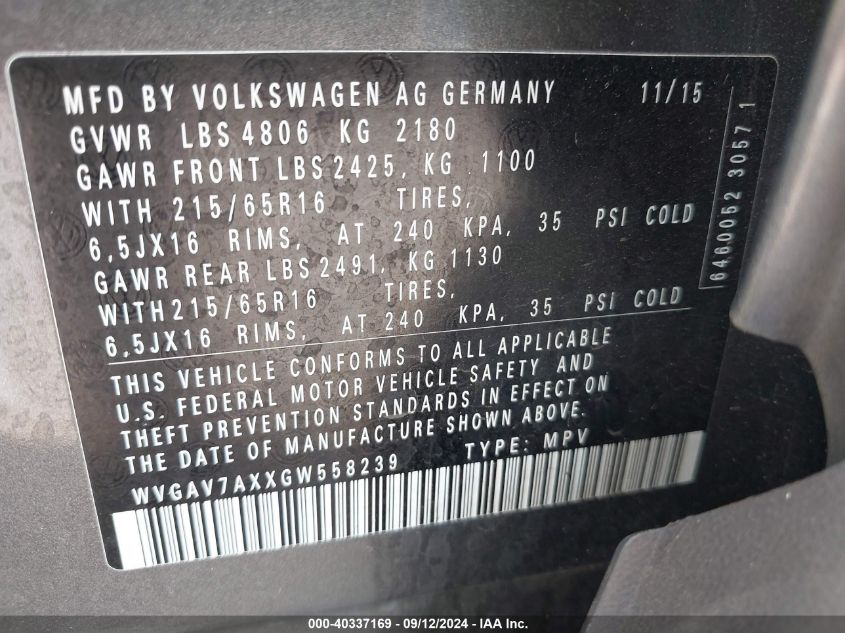 MFD BY VOLKSWAGEN AG GERMANY 11/15
GVWR LBS 4806 KG 2180
GAWR FRONT LBS 2425, KG 1100
WITH 215/65R16 TIRES,
6,5JX16 RIMS, AT 240 KPA, 35 PSI COLD
GAWR REAR LBS 2491, KG 1130
WITH 215/65R16 TIRES,
6,5JX16 RIMS, AT 240 KPA, 35 PSI COLD
THIS VEHICLE CONFORMS TO ALL APPLICABLE
U.S. FEDERAL MOTOR VEHICLE SAFETY AND
THEFT PREVENTION STANDARDS IN EFFECT ON
THE DATE OF MANUFACTURE SHOWN ABOVE.
WVGAV7AXXGW558239 TYPE: MPV
6460052 3057 1
000-40337169 - 09/12/2024 - IAA Inc.